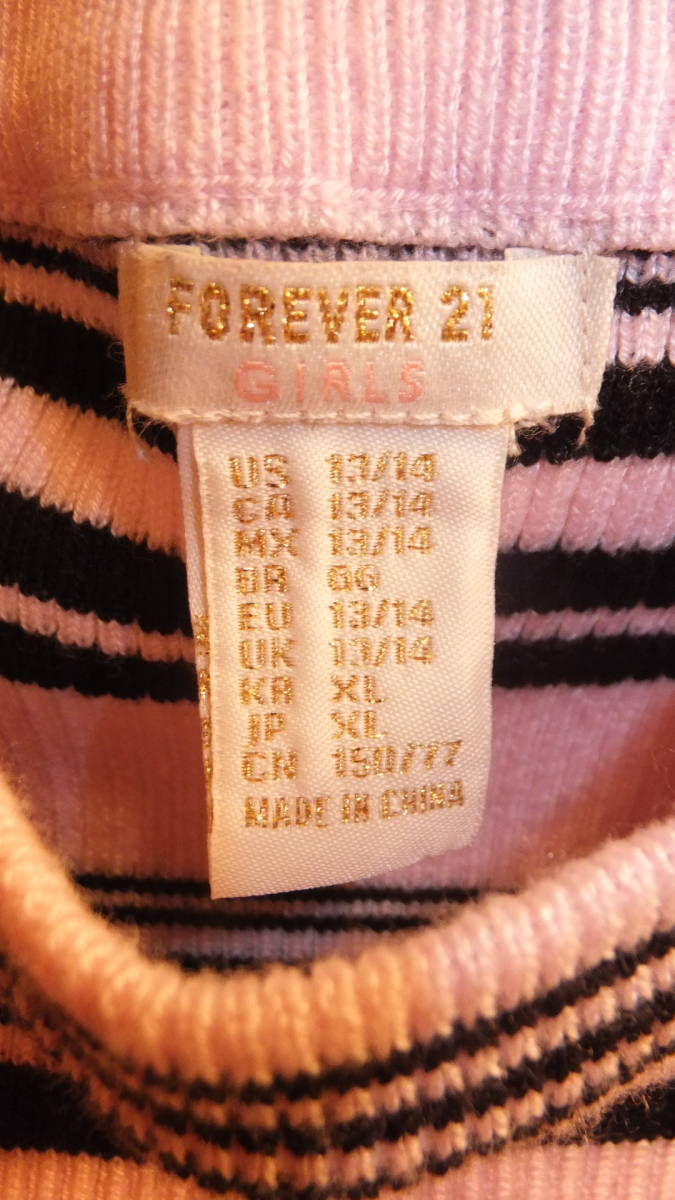 FOREVER 21
GIRLS
US 13/14
CA 13/14
MX 13/14
BR GG
EU 13/14
UK 13/14
KR XL
JP XL
CN 150/77
MADE IN CHINA